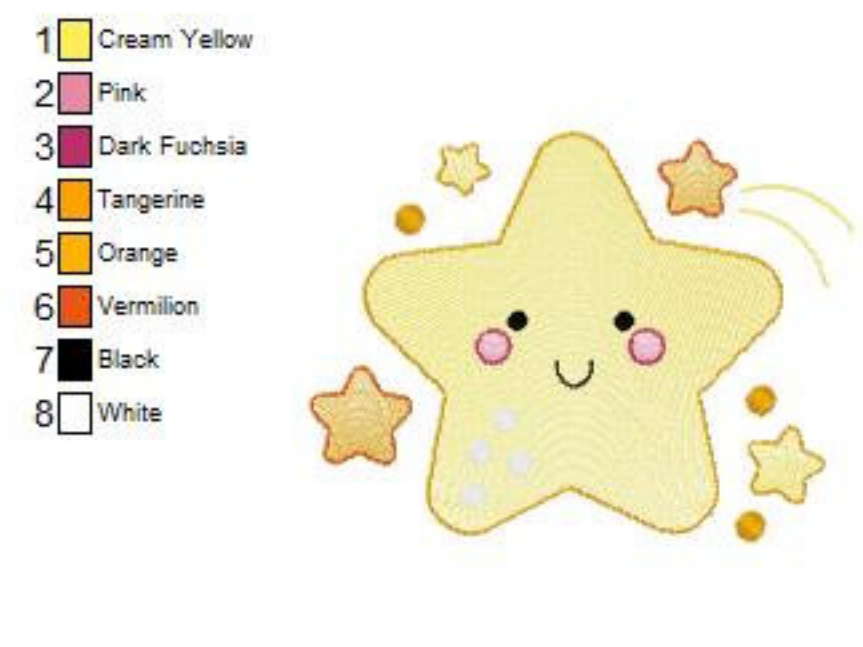 1 Cream Yellow
2 Pink
3 Dark Fuchsia
4 Tangerine
5 Orange
6 Vermilion
7 Black
8 White